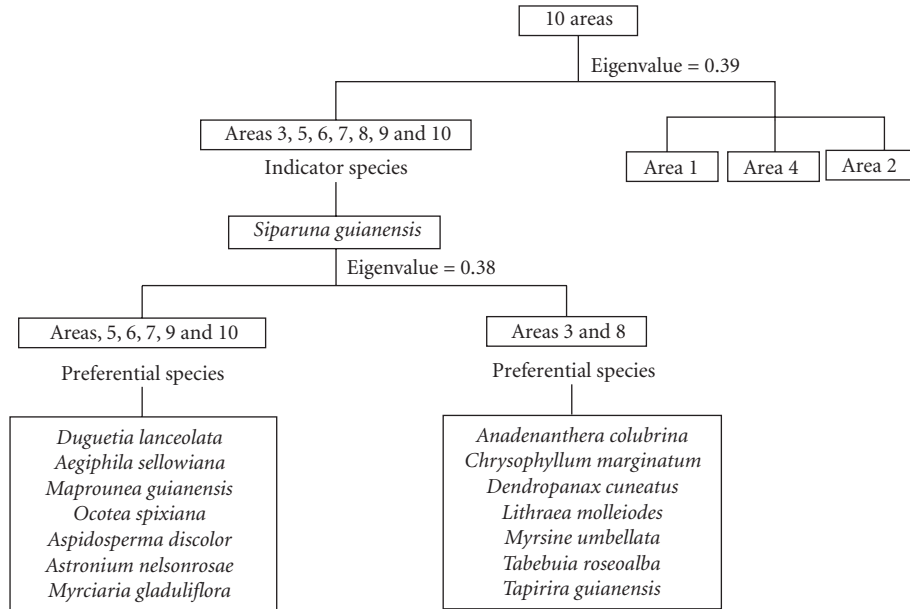 10 areas
Eigenvalue = 0.39
Areas 3, 5, 6, 7, 8, 9 and 10
Area 1
Area 4
Area 2
Indicator species
Siparuna guianensis
Eigenvalue = 0.38
Areas, 5, 6, 7, 9 and 10
Preferential species
Duguetia lanceolata
Aegiphila sellowiana
Maprounea guianensis
Ocotea spixiana
Aspidosperma discolor
Astronium nelsonrosae
Myrciaria gladuliflora
Areas 3 and 8
Preferential species
Anadenanthera colubrina
Chrysophyllum marginatum
Dendropanax cuneatus
Lithraea molleiodes
Myrsine umbellata
Tabebuia roseoalba
Tapirira guianensis